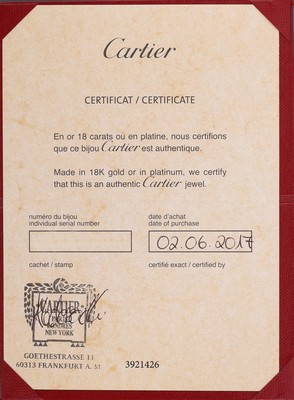 Cartier
CERTIFICAT / CERTIFICATE
En or 18 carats ou en platine, nous certifions
que ce bijou Cartier est authentique.
Made in 18K gold or in platinum, we certify
that this is an authentic Cartier jewel.
numéro du bijou
individual serial number
date d'achat
date of purchase
02.06.2017
cachet / stamp
certifié exact / certified by
CARTIER
PARIS
LONDRES
NEW YORK
GOETHESTRASSE 11
60313 FRANKFURT A. M
3921426